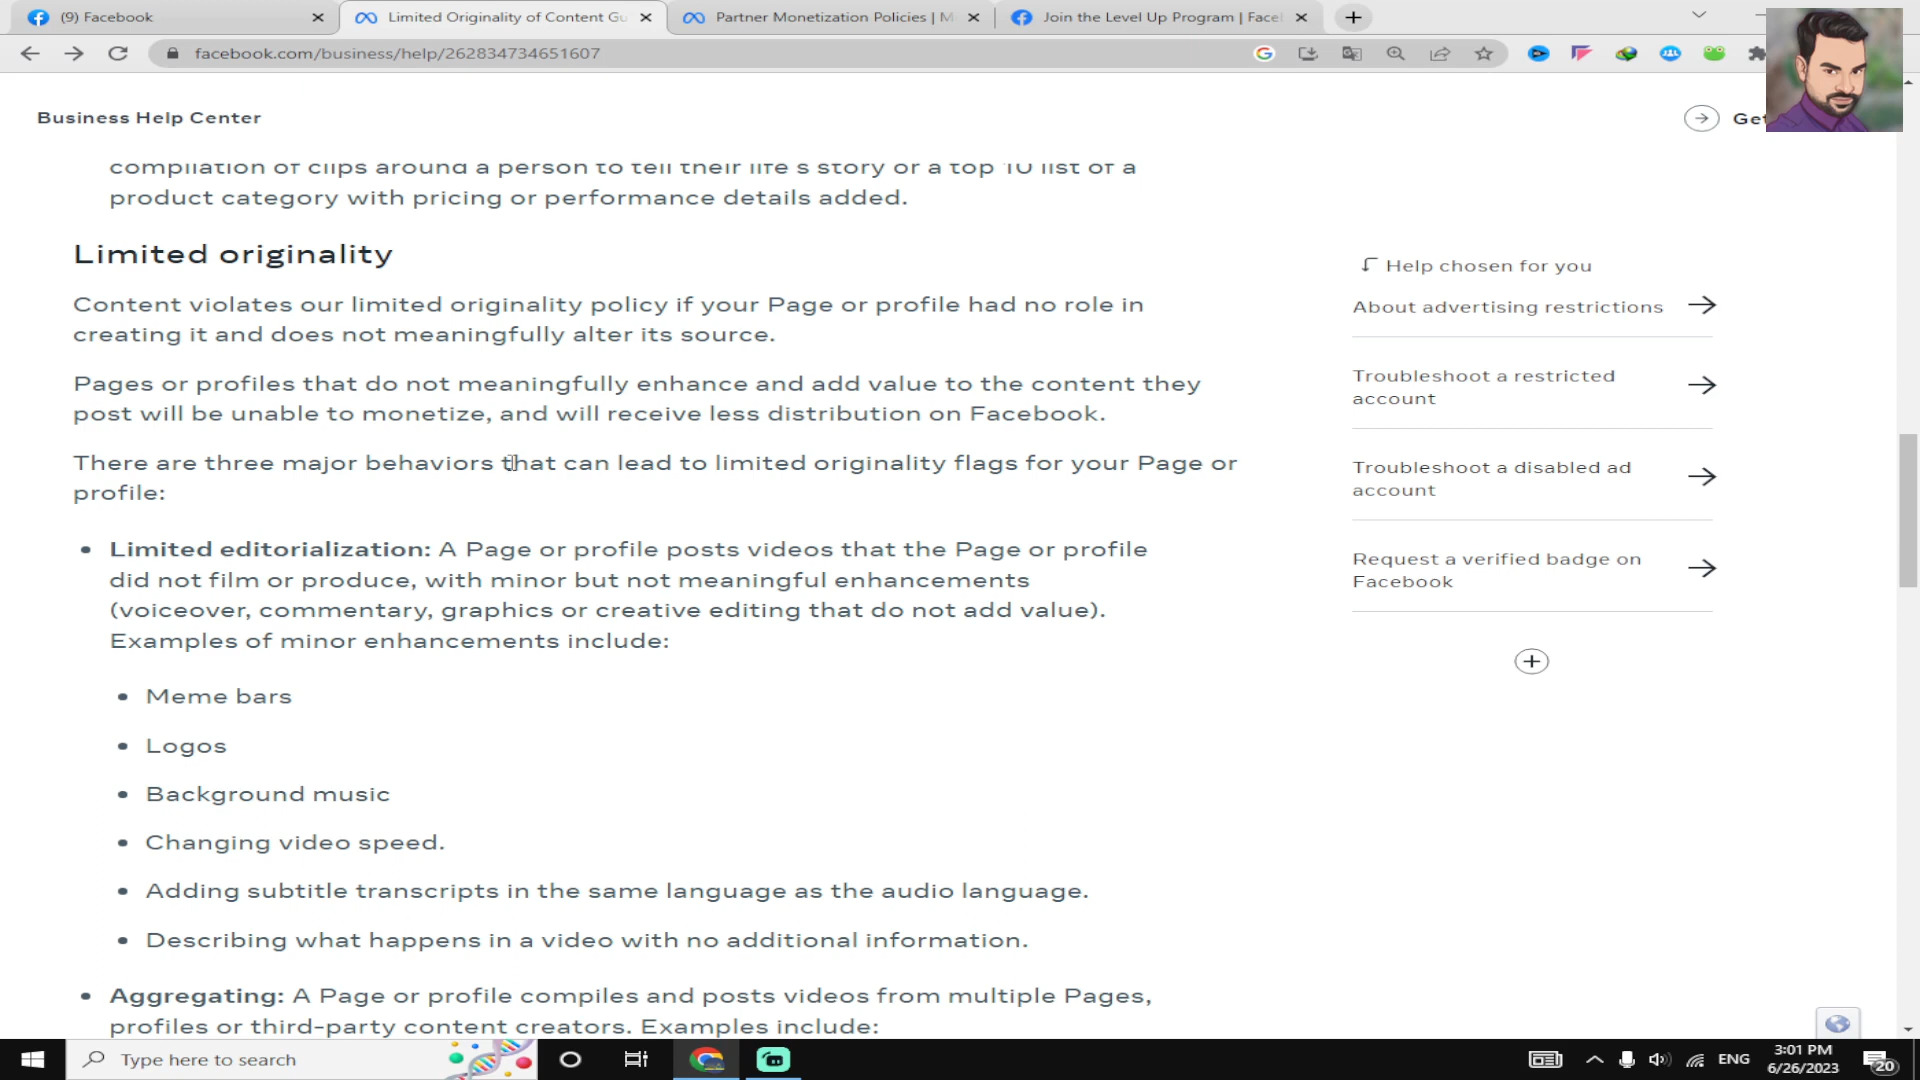 (9) Facebook
Limited Originality of Content Gu
Partner Monetization Policies | M
Join the Level Up Program | Face
facebook.com/business/help/262834734651607
Business Help Center
Get
compilation of clips around a person to tell their life's story or a top 10 list of a
product category with pricing or performance details added.
Limited originality
Content violates our limited originality policy if your Page or profile had no role in
creating it and does not meaningfully alter its source.
Pages or profiles that do not meaningfully enhance and add value to the content they
post will be unable to monetize, and will receive less distribution on Facebook.
There are three major behaviors that can lead to limited originality flags for your Page or
profile:
• Limited editorialization: A Page or profile posts videos that the Page or profile
did not film or produce, with minor but not meaningful enhancements
(voiceover, commentary, graphics or creative editing that do not add value).
Examples of minor enhancements include:
• Meme bars
• Logos
• Background music
• Changing video speed.
• Adding subtitle transcripts in the same language as the audio language.
• Describing what happens in a video with no additional information.
• Aggregating: A Page or profile compiles and posts videos from multiple Pages,
profiles or third-party content creators. Examples include:
Help chosen for you
About advertising restrictions
Troubleshoot a restricted
account
Troubleshoot a disabled ad
account
Request a verified badge on
Facebook
Type here to search
ENG
3:01 PM
6/26/2023
20